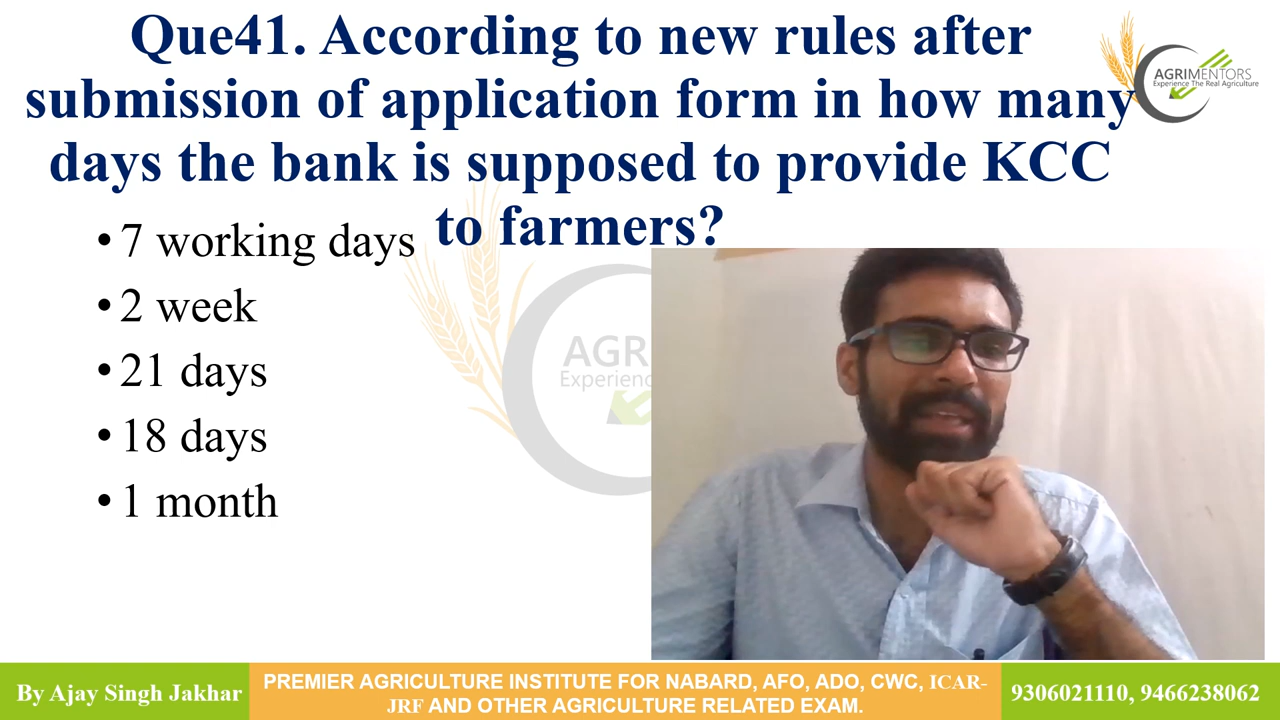 Que41. According to new rules after
submission of application form in how many
days the bank is supposed to provide KCC
to farmers?
AGRIMENTORS
Experience The Real Agriculture
• 7 working days
• 2 week
• 21 days
• 18 days
• 1 month
AGR
Experienc
By Ajay Singh Jakhar
PREMIER AGRICULTURE INSTITUTE FOR NABARD, AFO, ADO, CWC, ICAR-
JRF AND OTHER AGRICULTURE RELATED EXAM.
9306021110, 9466238062